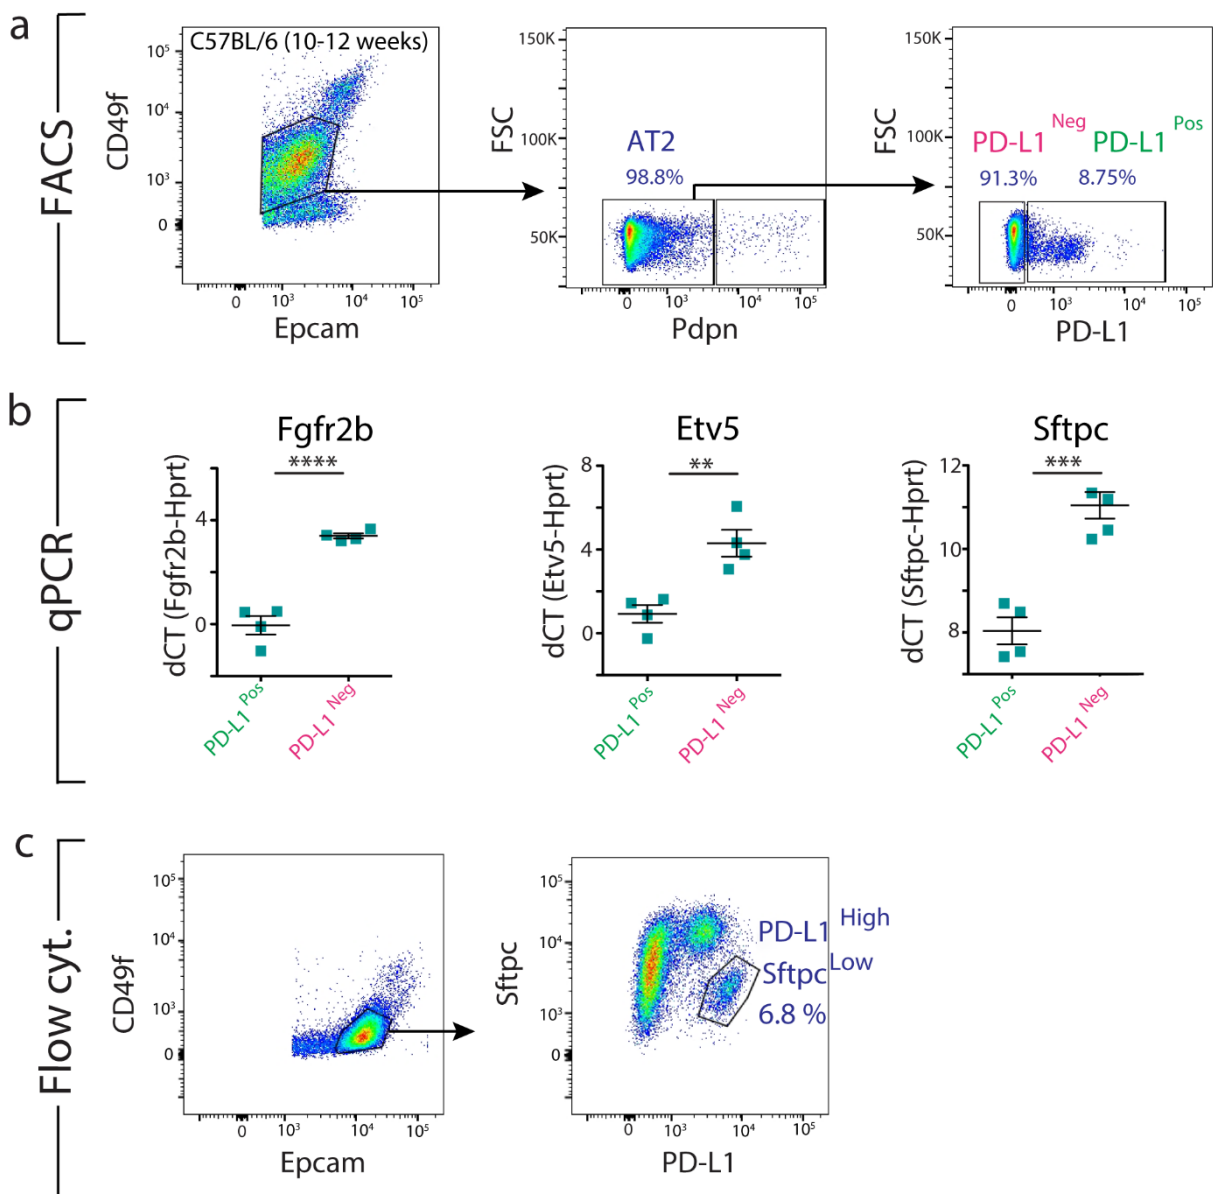 a
FACS
C57BL/6 (10-12 weeks)
CD49f
10⁵
10⁴
10³
0
0 10³ 10⁴ 10⁵
Epcam
FSC
150K
100K
50K
AT2
98.8%
0 10³ 10⁴ 10⁵
Pdpn
FSC
150K
100K
50K
PD-L1 Neg PD-L1 Pos
91.3% 8.75%
0 10³ 10⁴ 10⁵
PD-L1
b
qPCR
Fgfr2b
****
dCT (Fgfr2b-Hprt)
4
0
PD-L1 Pos
PD-L1 Neg
Etv5
**
dCT (Etv5-Hprt)
8
4
0
PD-L1 Pos
PD-L1 Neg
Sftpc
***
dCT (Sftpc-Hprt)
12
10
8
PD-L1 Pos
PD-L1 Neg
c
Flow cyt.
CD49f
10⁵
10⁴
10³
0
0 10³ 10⁴ 10⁵
Epcam
Sftpc
10⁵
10⁴
10³
0
PD-L1 High
Sftpc Low
6.8 %
0 10³ 10⁴ 10⁵
PD-L1